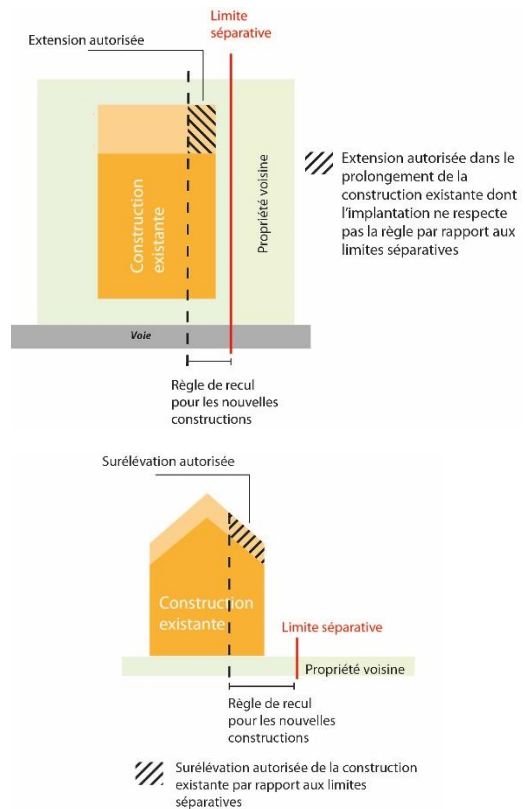 Limite
séparative
Extension autorisée
Construction
existante
Propriété voisine
Extension autorisée dans le
prolongement de la
construction existante dont
l'implantation ne respecte
pas la règle par rapport aux
limites séparatives
Voie
Règle de recul
pour les nouvelles
constructions
Surélévation autorisée
Construction
existante
Limite séparative
Propriété voisine
Règle de recul
pour les nouvelles
constructions
Surélévation autorisée de la construction
existante par rapport aux limites
séparatives